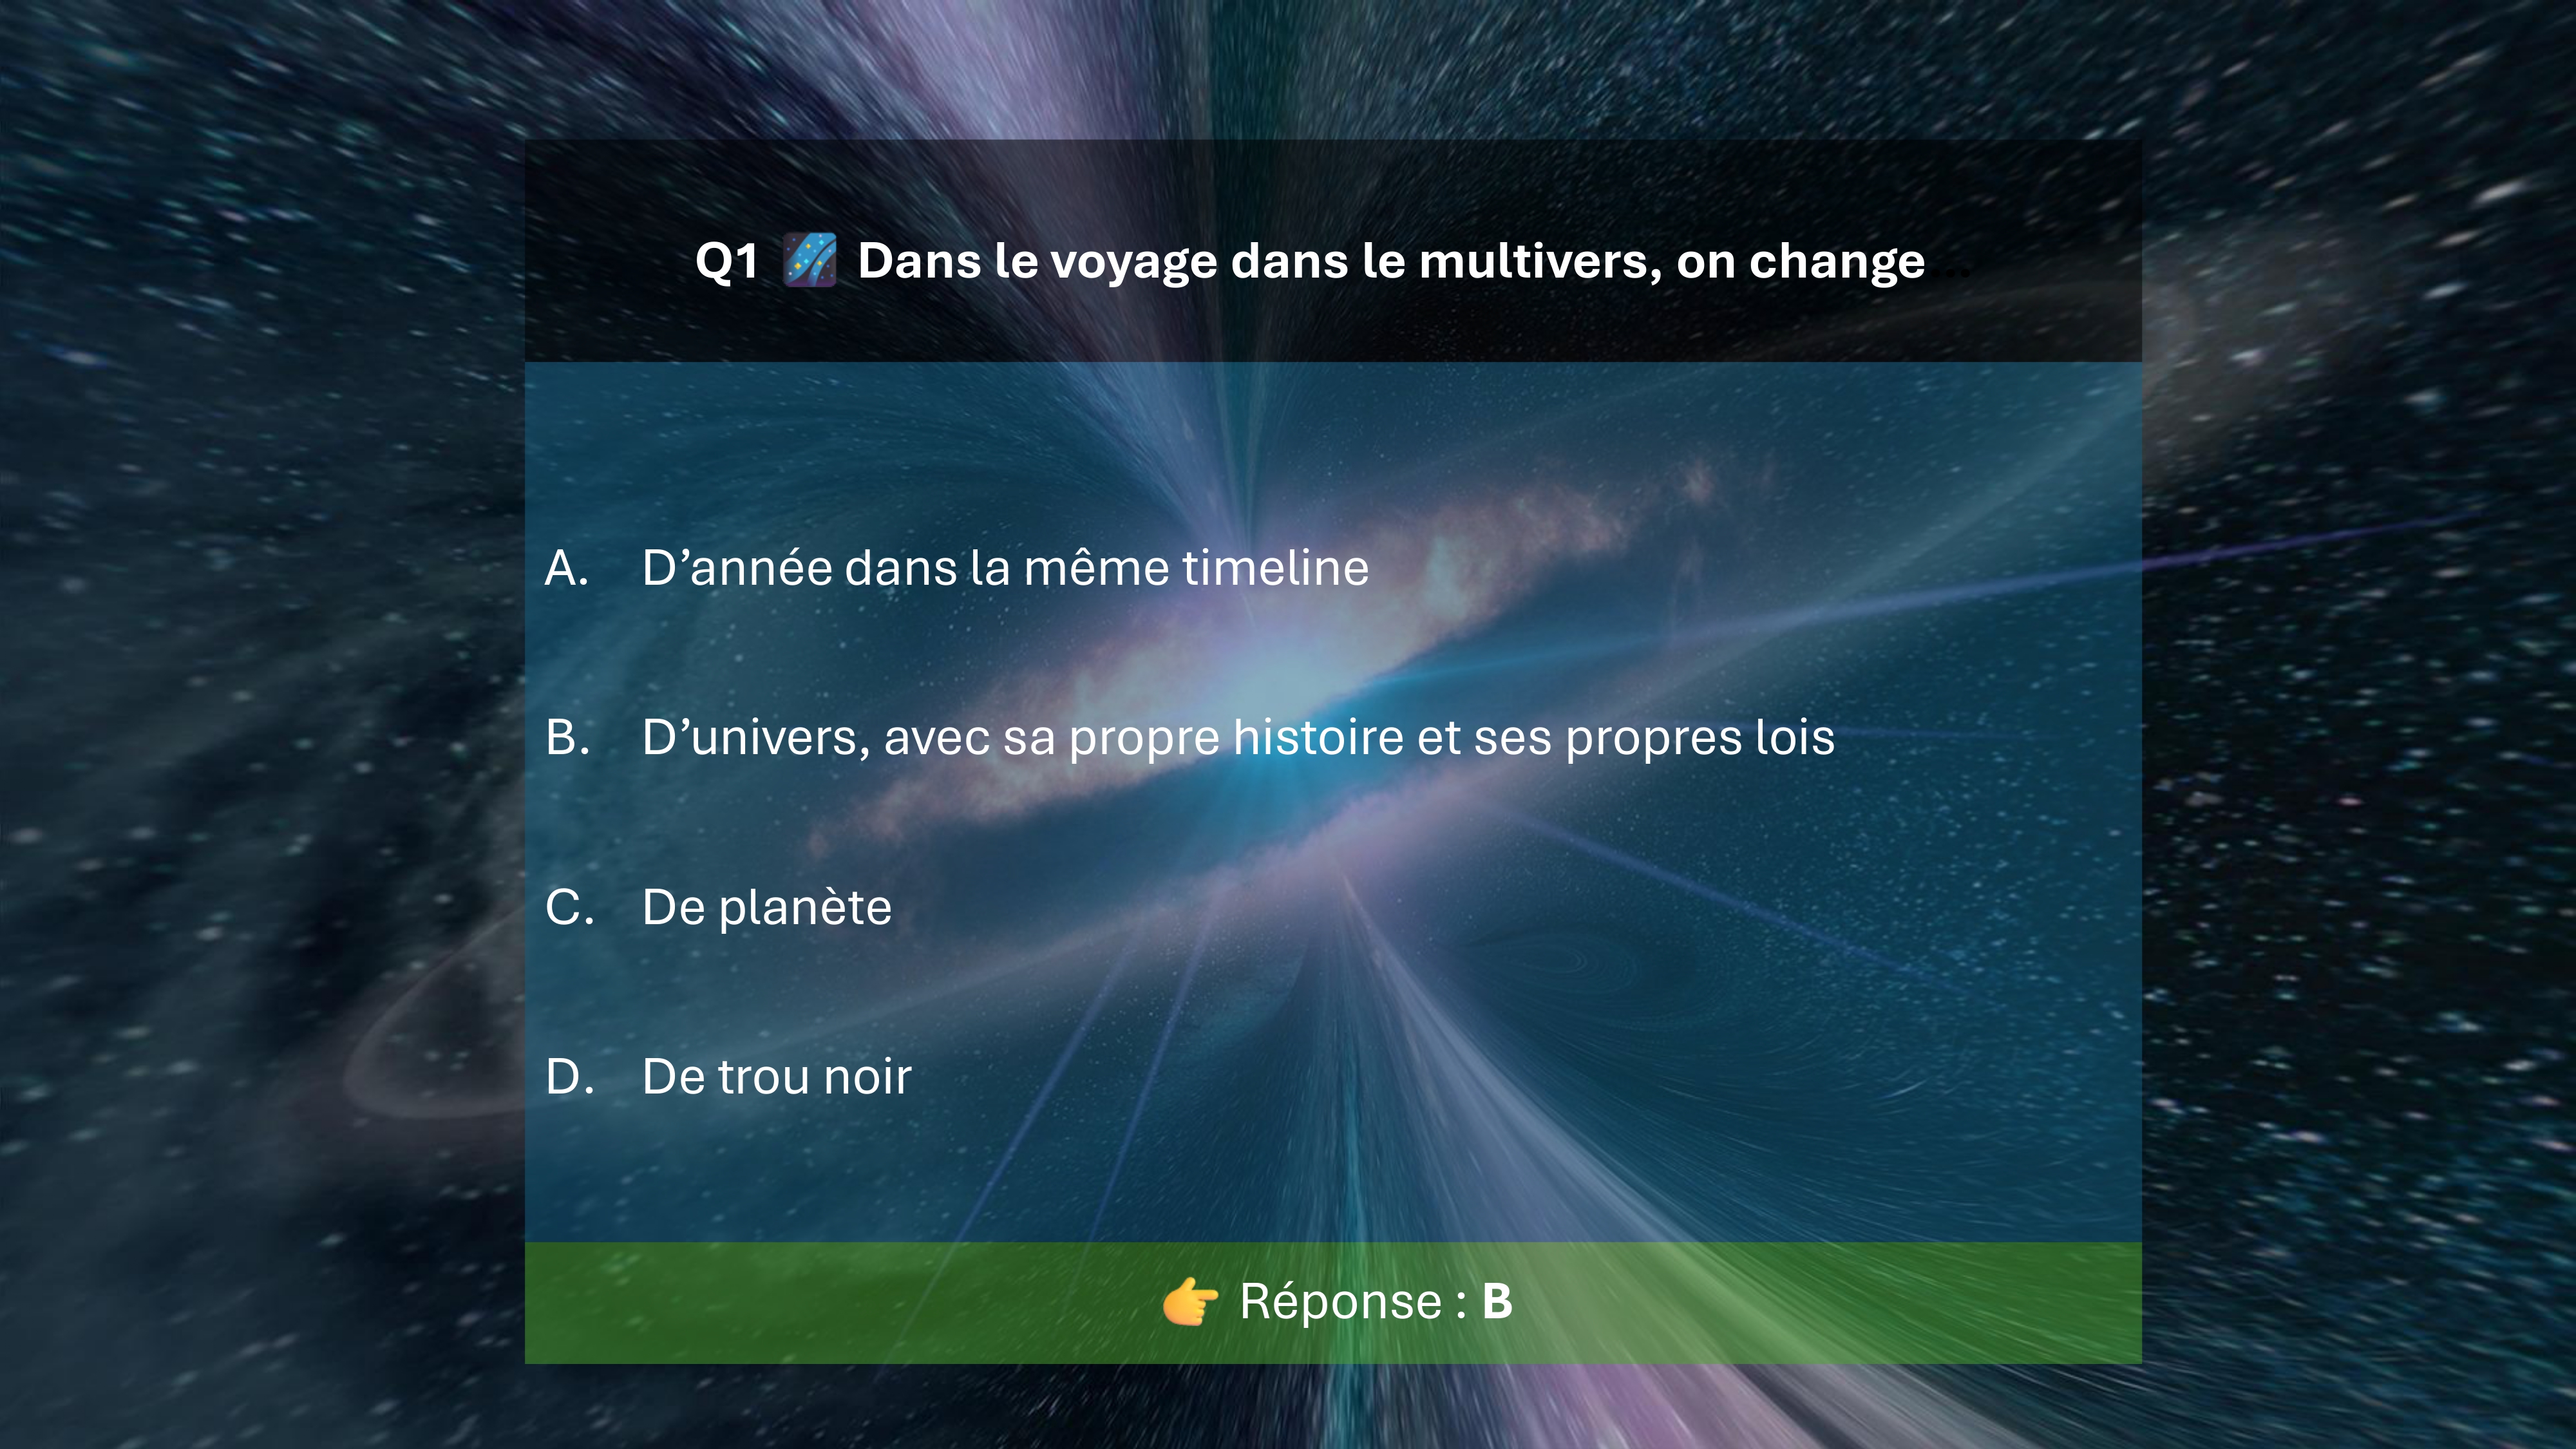 Q1 🌌 Dans le voyage dans le multivers, on change…
A. D’année dans la même timeline
B. D’univers, avec sa propre histoire et ses propres lois
C. De planète
D. De trou noir
👉 Réponse : B